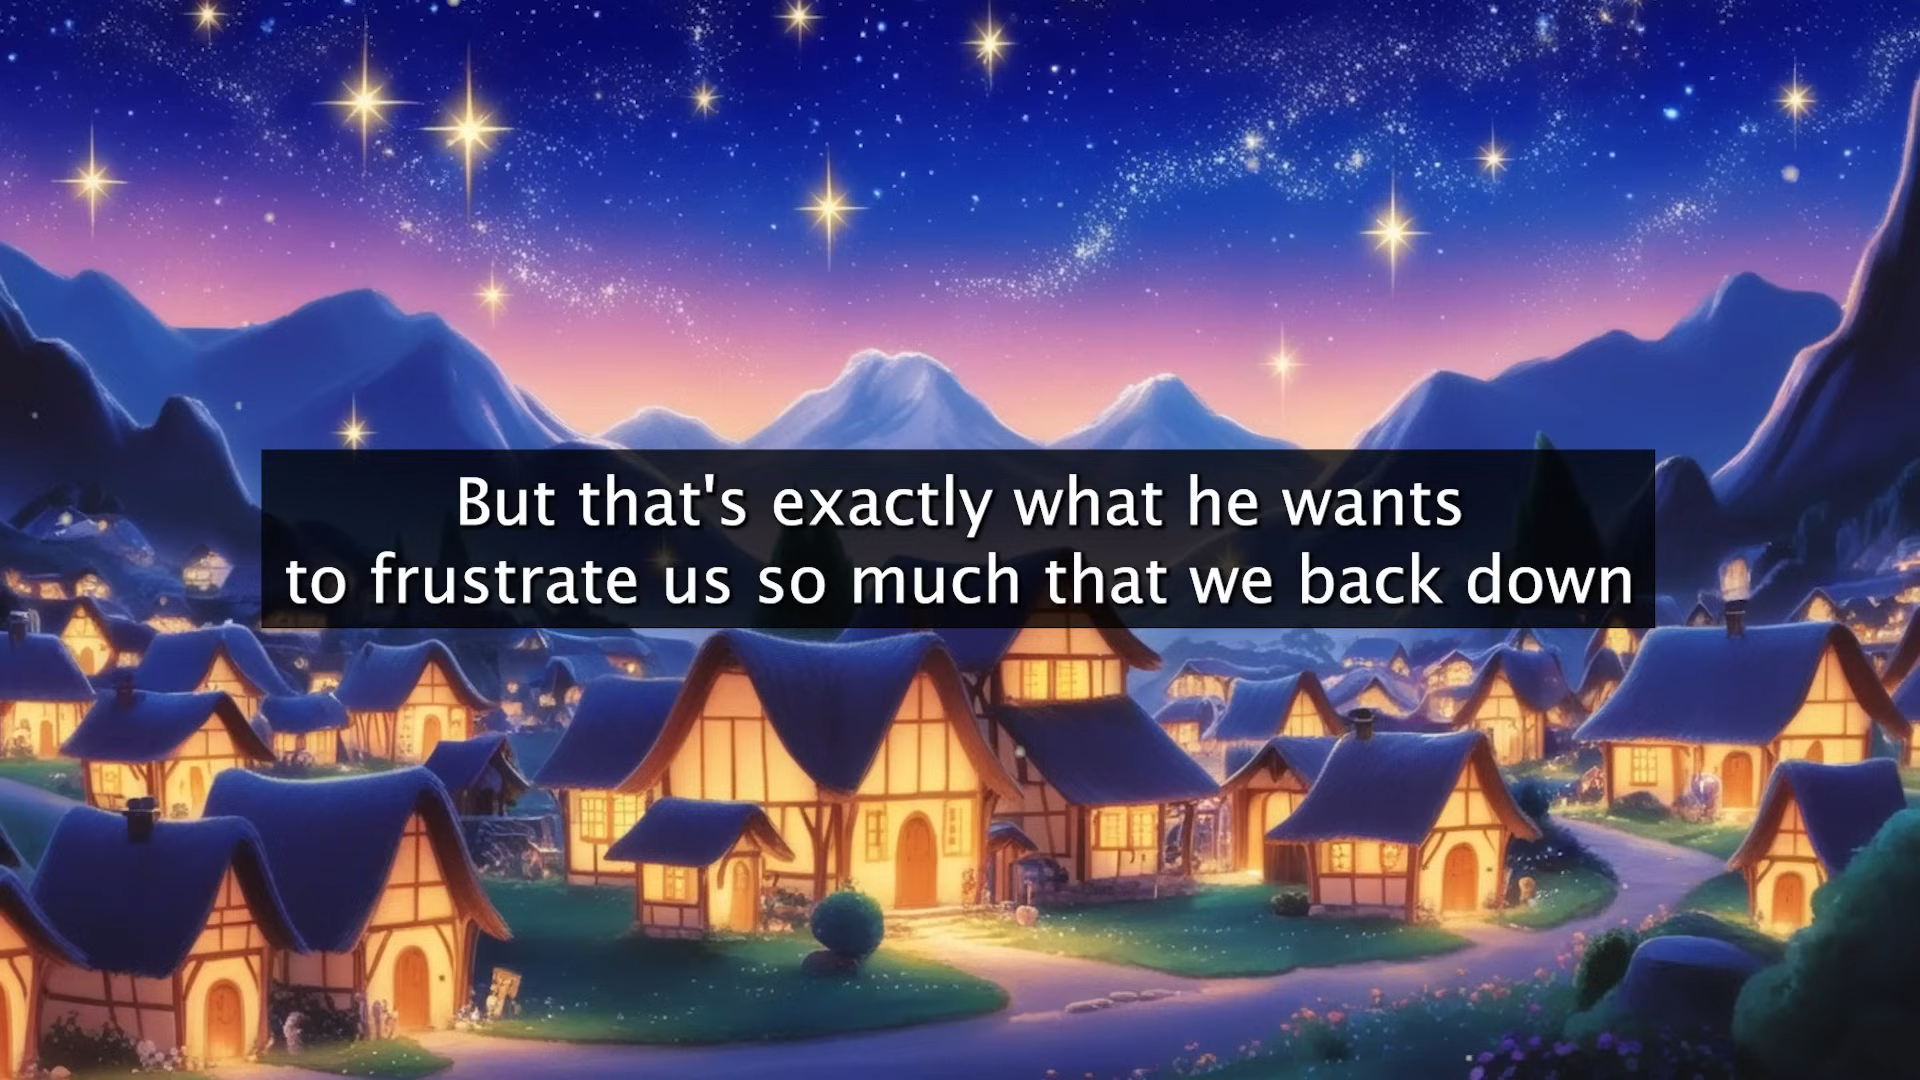 But that's exactly what he wants
to frustrate us so much that we back down